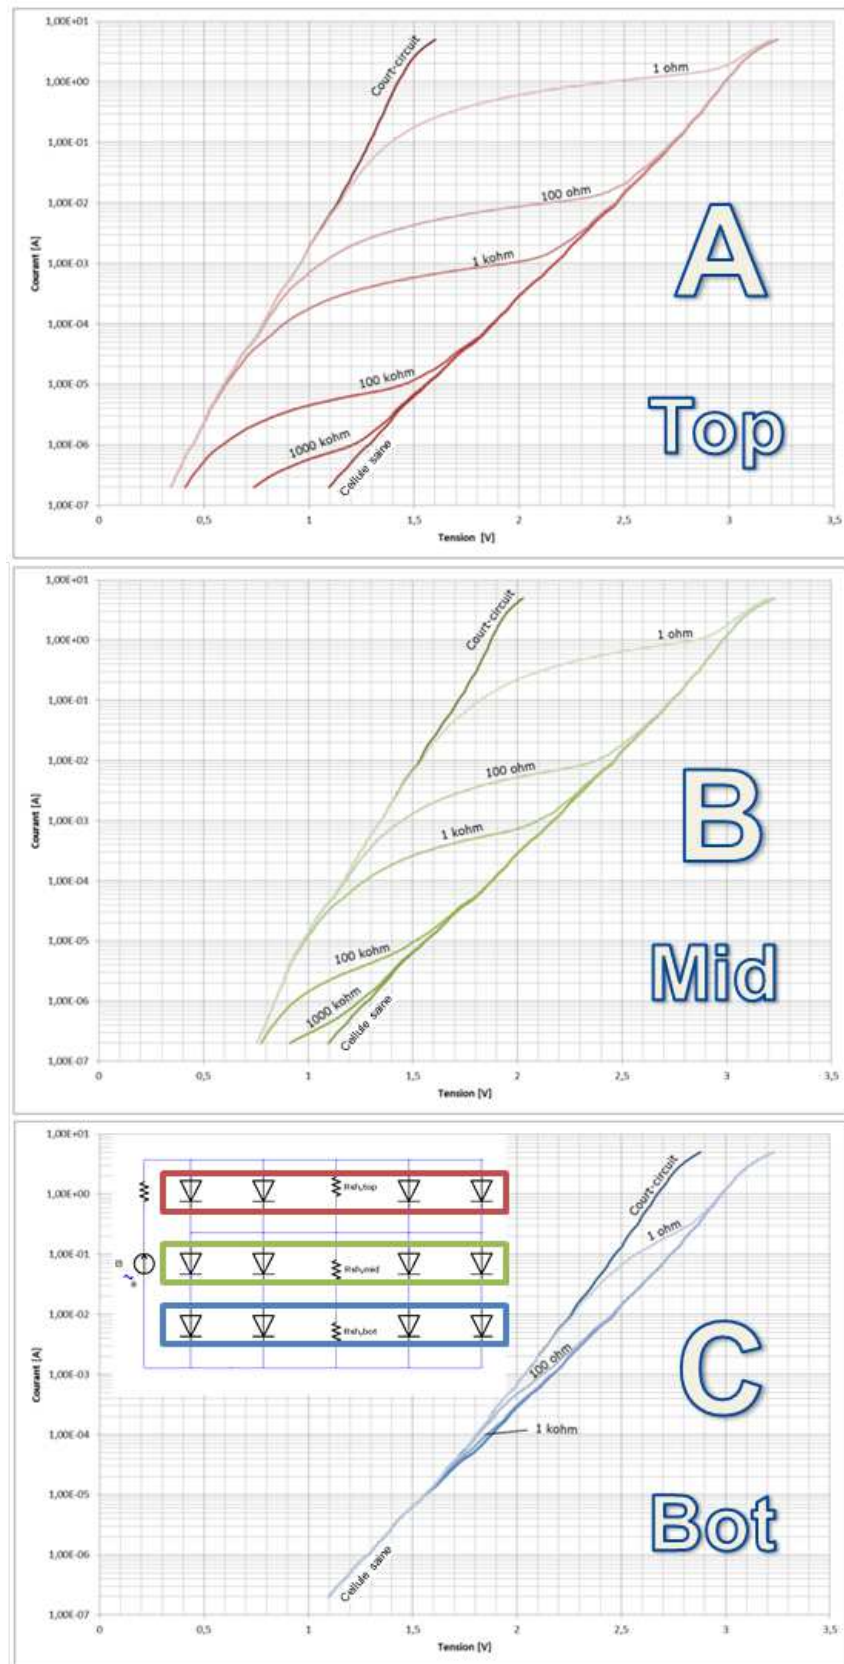 1,00E+01
1,00E+00
1,00E-01
1,00E-02
1,00E-03
1,00E-04
1,00E-05
1,00E-06
1,00E-07
Courant [A]
0
0,5
1
1,5
2
2,5
3
3,5
Tension [V]
Court-circuit
1 ohm
100 ohm
1 kohm
100 kohm
1000 kohm
Cellule saine
A
Top
1,00E+01
1,00E+00
1,00E-01
1,00E-02
1,00E-03
1,00E-04
1,00E-05
1,00E-06
1,00E-07
Courant [A]
0
0,5
1
1,5
2
2,5
3
3,5
Tension [V]
Court-circuit
1 ohm
100 ohm
1 kohm
100 kohm
1000 kohm
Cellule saine
B
Mid
1,00E+01
1,00E+00
1,00E-01
1,00E-02
1,00E-03
1,00E-04
1,00E-05
1,00E-06
1,00E-07
Courant [A]
0
0,5
1
1,5
2
2,5
3
3,5
Tension [V]
Rsh,top
Rsh,mid
Rsh,bot
Court-circuit
1 ohm
100 ohm
1 kohm
Cellule saine
C
Bot